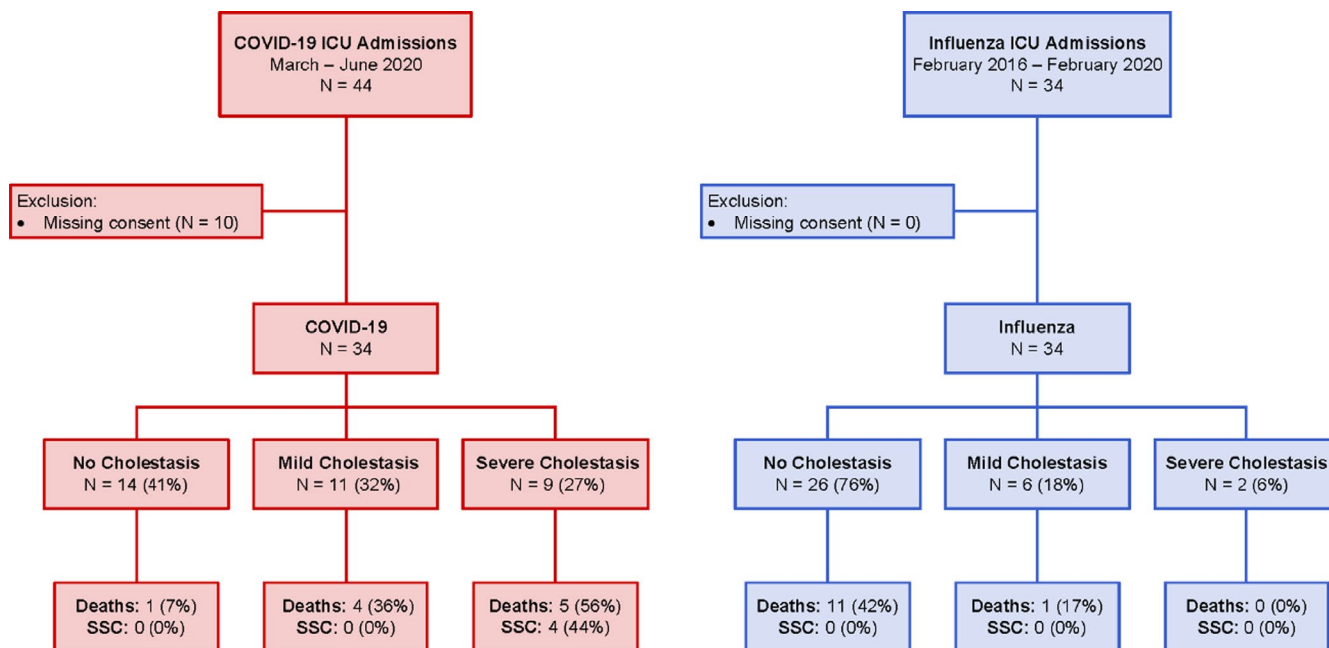 COVID-19 ICU Admissions
March – June 2020
N = 44
Exclusion:
• Missing consent (N = 10)
COVID-19
N = 34
No Cholestasis
N = 14 (41%)
Mild Cholestasis
N = 11 (32%)
Severe Cholestasis
N = 9 (27%)
Deaths: 1 (7%)
SSC: 0 (0%)
Deaths: 4 (36%)
SSC: 0 (0%)
Deaths: 5 (56%)
SSC: 4 (44%)
Influenza ICU Admissions
February 2016 – February 2020
N = 34
Exclusion:
• Missing consent (N = 0)
Influenza
N = 34
No Cholestasis
N = 26 (76%)
Mild Cholestasis
N = 6 (18%)
Severe Cholestasis
N = 2 (6%)
Deaths: 11 (42%)
SSC: 0 (0%)
Deaths: 1 (17%)
SSC: 0 (0%)
Deaths: 0 (0%)
SSC: 0 (0%)